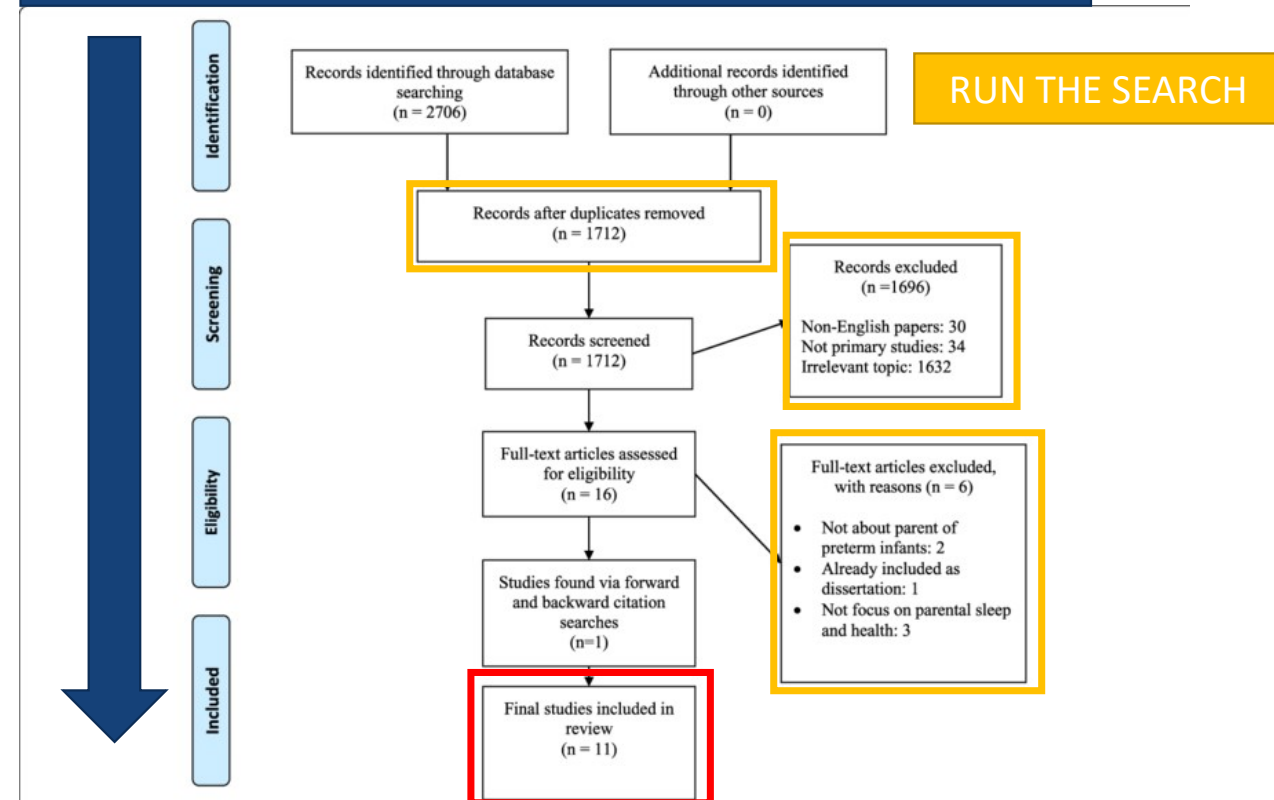 Identification
Records identified through database
searching
(n = 2706)
Additional records identified
through other sources
(n = 0)
RUN THE SEARCH
Records after duplicates removed
(n = 1712)
Screening
Records screened
(n = 1712)
Records excluded
(n =1696)
Non-English papers: 30
Not primary studies: 34
Irrelevant topic: 1632
Eligibility
Full-text articles assessed
for eligibility
(n = 16)
Full-text articles excluded,
with reasons (n = 6)
• Not about parent of
preterm infants: 2
• Already included as
dissertation: 1
• Not focus on parental sleep
and health: 3
Studies found via forward
and backward citation
searches
(n=1)
Included
Final studies included in
review
(n = 11)